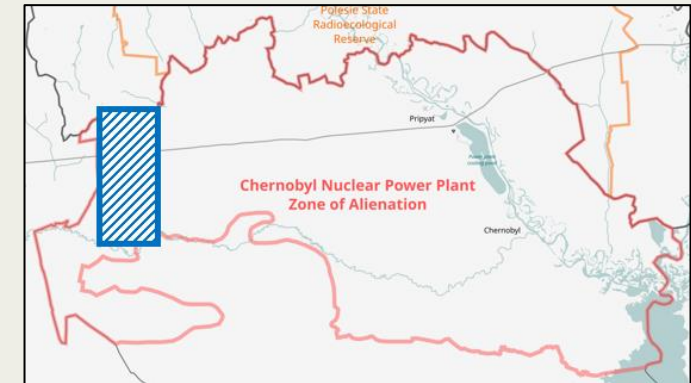 Polesie State
Radioecological
Reserve
Pripyat
Chernobyl Nuclear Power Plant
Zone of Alienation
Chernobyl